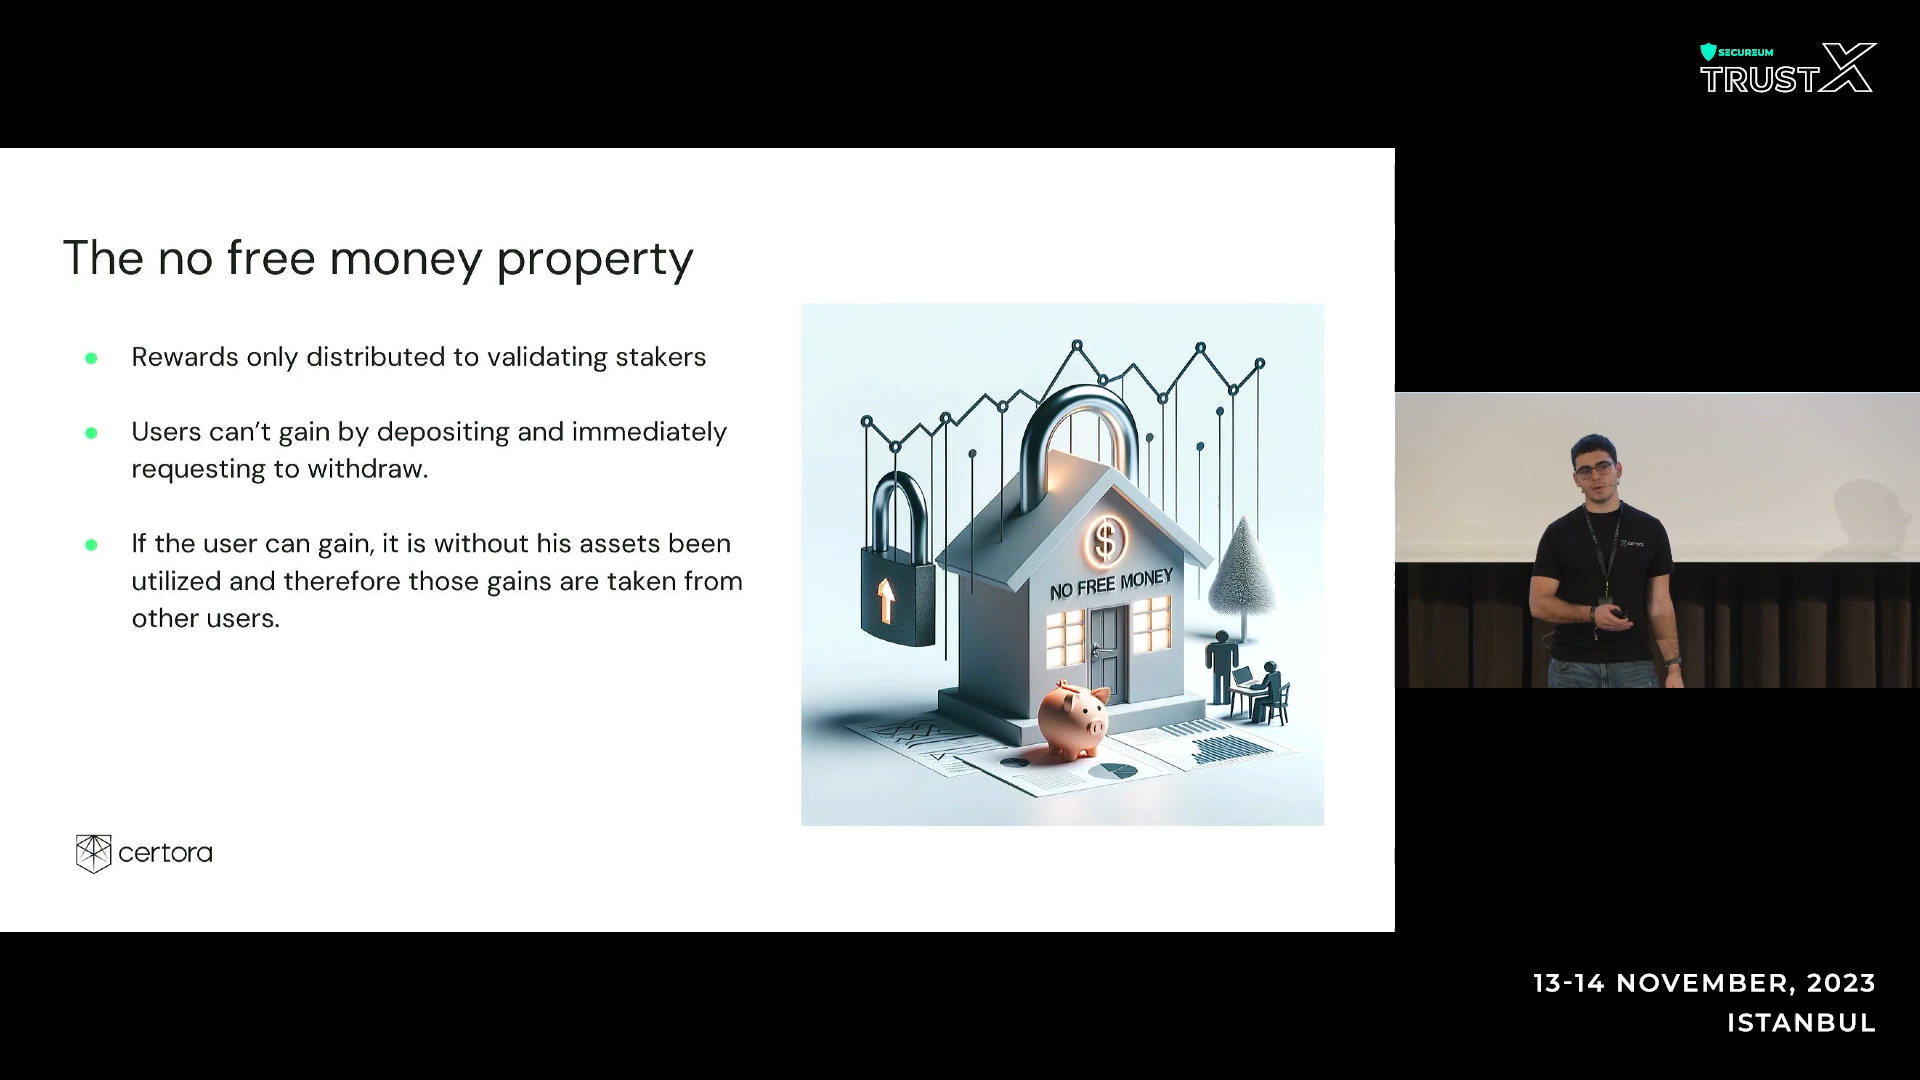 SECUREUM
TRUSTX
The no free money property
Rewards only distributed to validating stakers
Users can’t gain by depositing and immediately
requesting to withdraw.
If the user can gain, it is without his assets been
utilized and therefore those gains are taken from
other users.
$
NO FREE MONEY
certora
certora
13-14 NOVEMBER, 2023
ISTANBUL